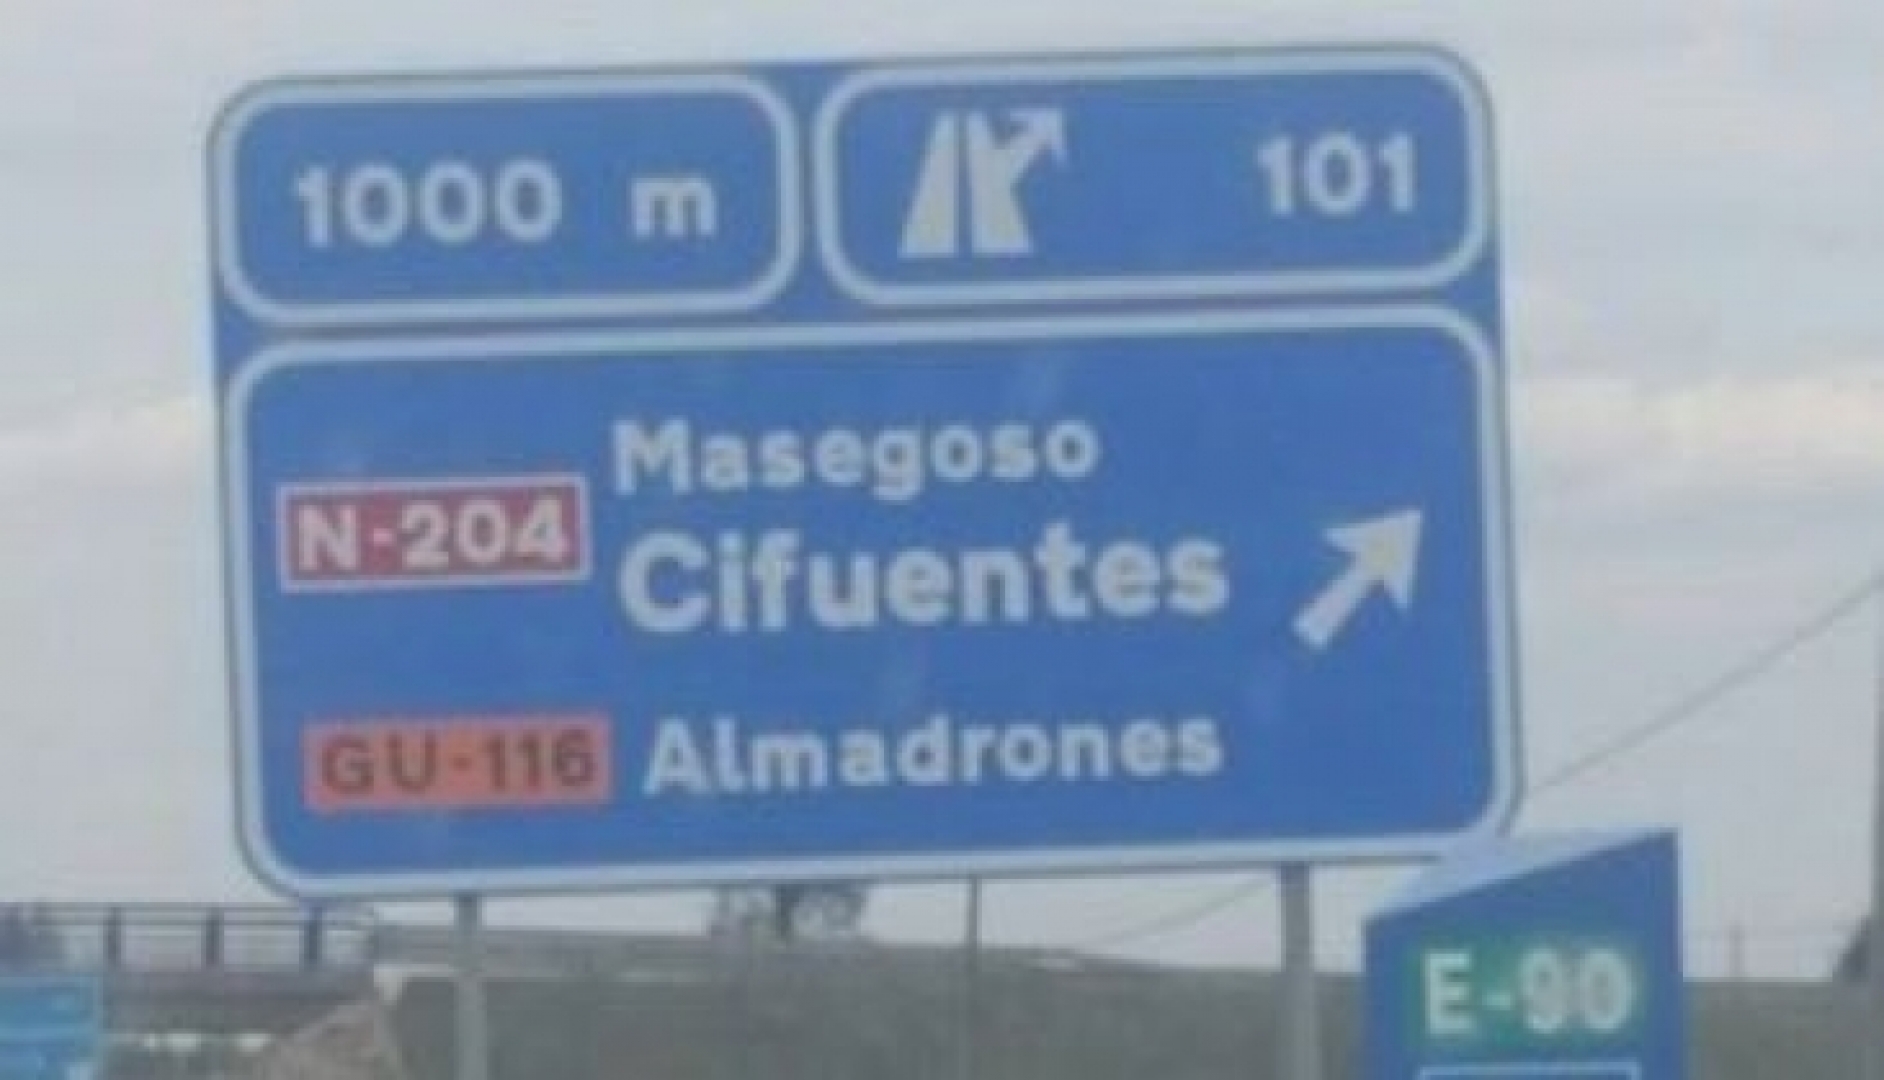 1000 m
101
Masegoso
N-204
Cifuentes
GU-116 Almadrones
E-90